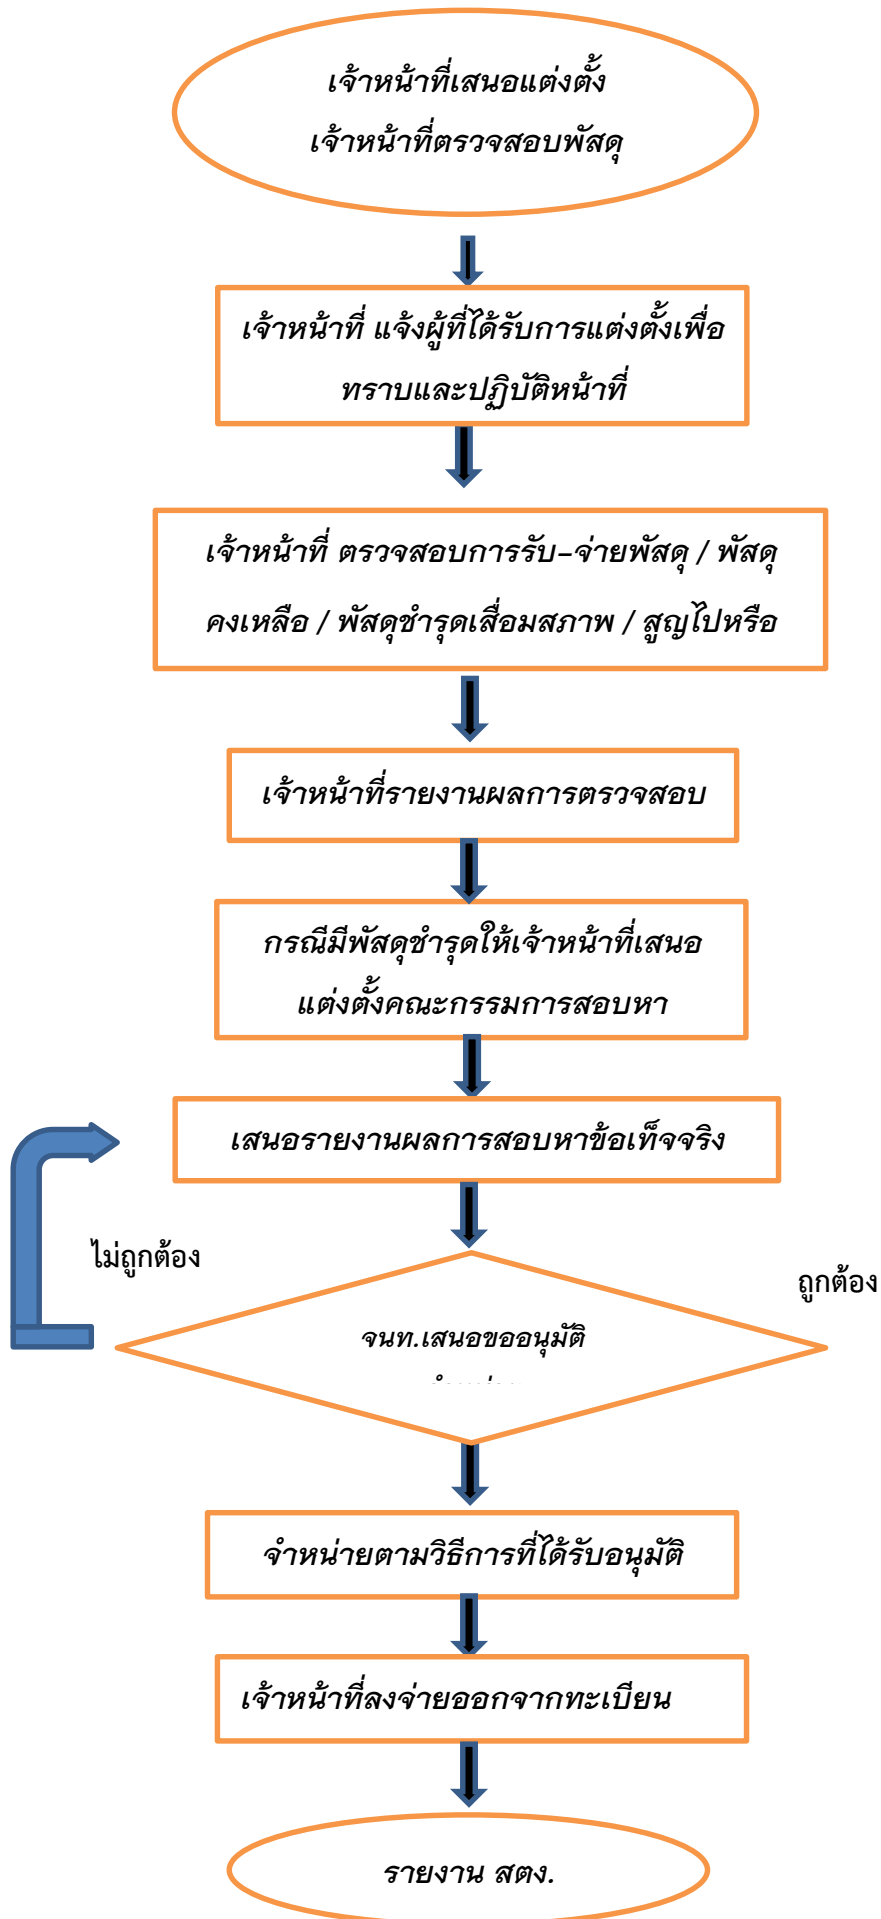 เจ้าหน้าที่เสนอแต่งตั้ง
เจ้าหน้าที่ตรวจสอบพัสดุ
เจ้าหน้าที่ แจ้งผู้ที่ได้รับการแต่งตั้งเพื่อ
ทราบและปฏิบัติหน้าที่
เจ้าหน้าที่ ตรวจสอบการรับ-จ่ายพัสดุ / พัสดุ
คงเหลือ / พัสดุชำรุดเสื่อมสภาพ / สูญไปหรือ
เจ้าหน้าที่รายงานผลการตรวจสอบ
กรณีมีพัสดุชำรุดให้เจ้าหน้าที่เสนอ
แต่งตั้งคณะกรรมการสอบหา
เสนอรายงานผลการสอบหาข้อเท็จจริง
ไม่ถูกต้อง
ถูกต้อง
จนท.เสนอขออนุมัติ
จำหน่ายตามวิธีการที่ได้รับอนุมัติ
เจ้าหน้าที่ลงจ่ายออกจากทะเบียน
รายงาน สตง.